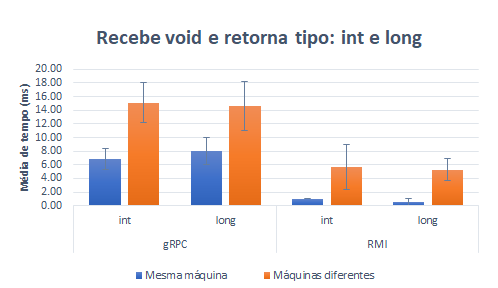 Recebe void e retorna tipo: int e long
Média de tempo (ms)
20.00
18.00
16.00
14.00
12.00
10.00
8.00
6.00
4.00
2.00
0.00
int long int long
gRPC RMI
Mesma máquina Máquinas diferentes